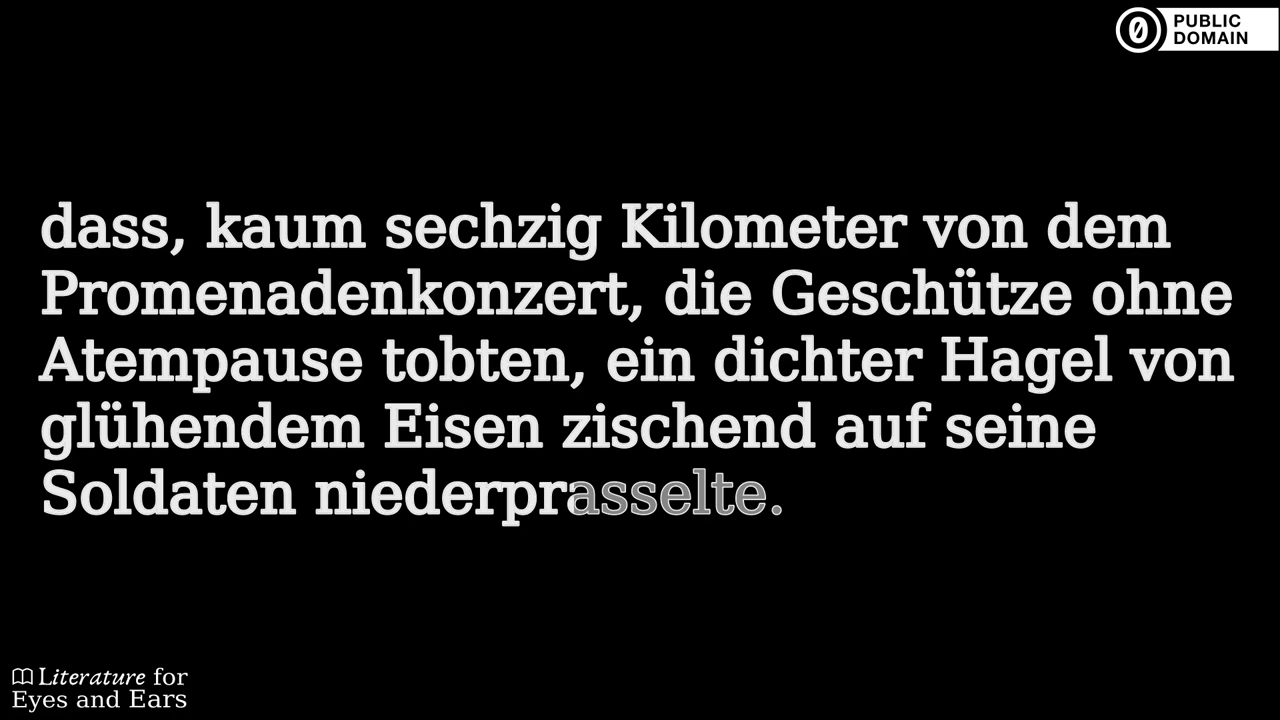 PUBLIC
DOMAIN
dass, kaum sechzig Kilometer von dem
Promenadenkonzert, die Geschütze ohne
Atempause tobten, ein dichter Hagel von
glühendem Eisen zischend auf seine
Soldaten niederprasselte.
Literature for
Eyes and Ears